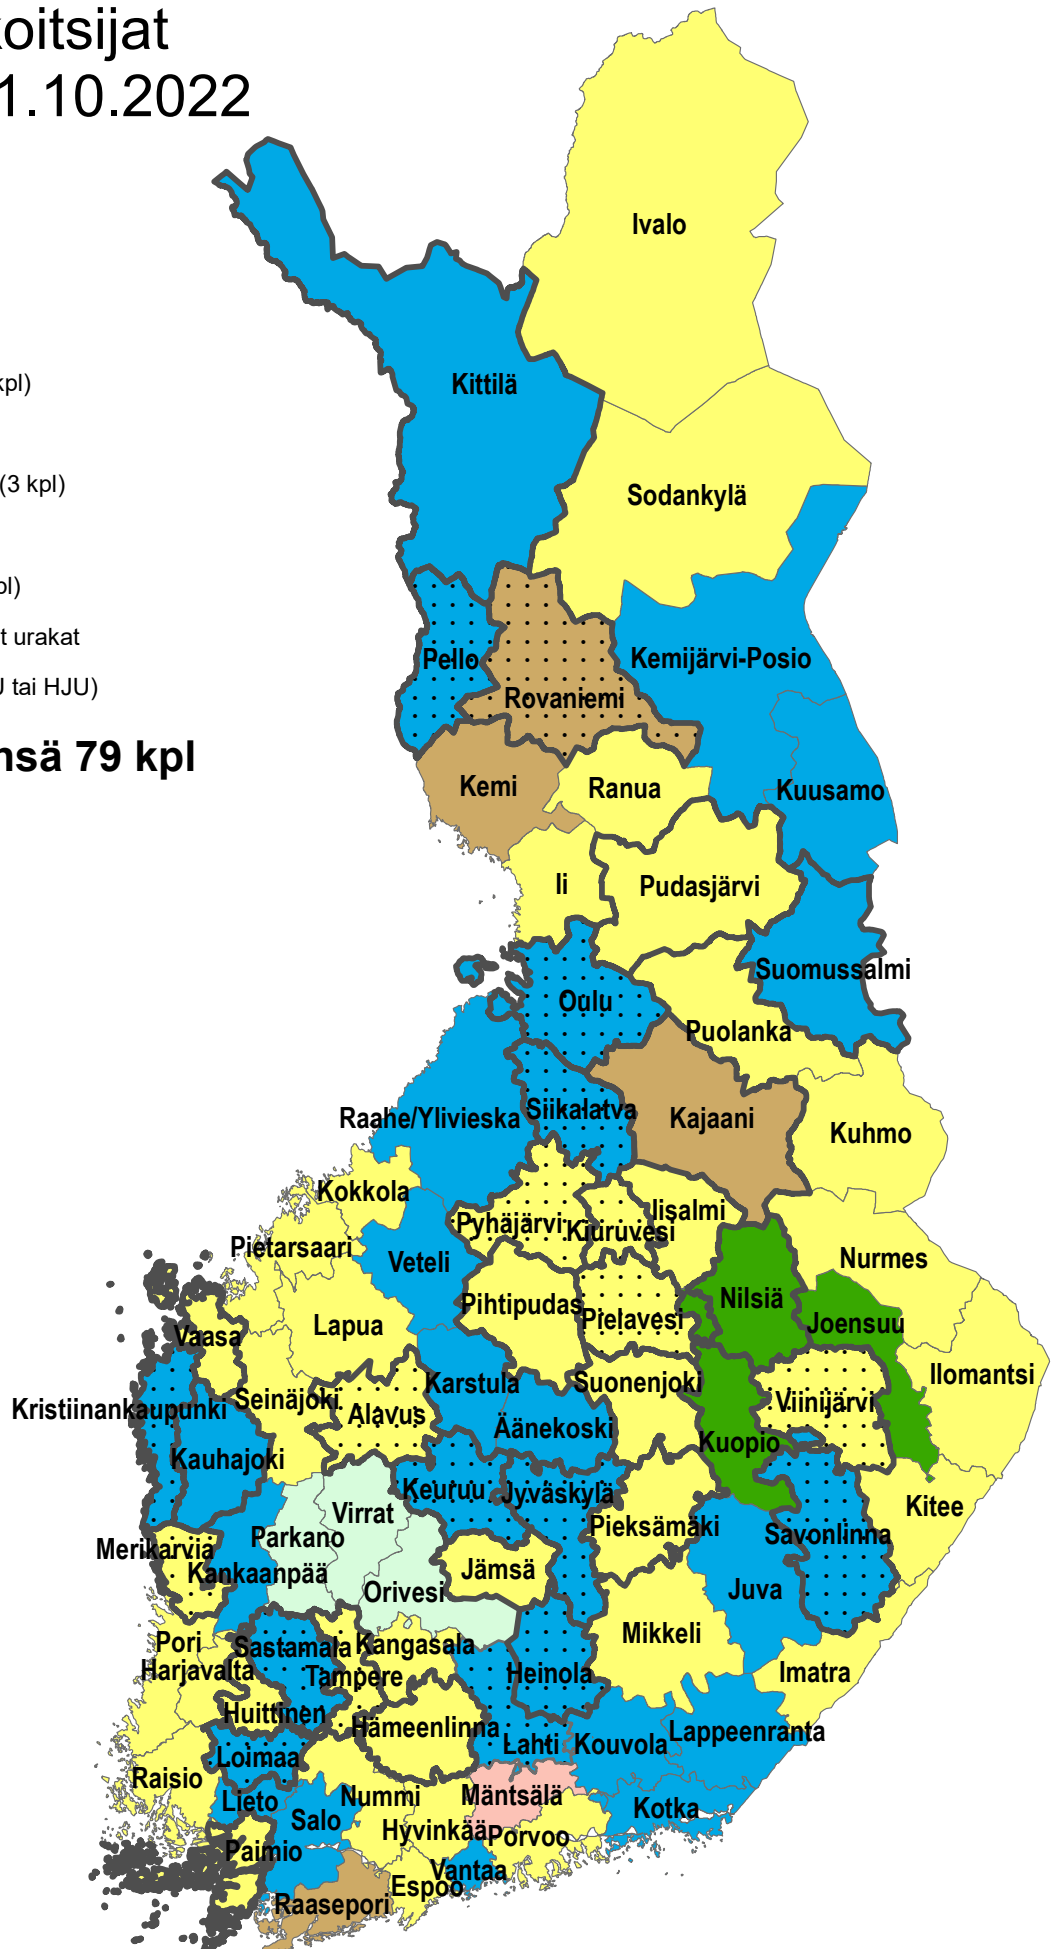 koitsijat
1.10.2022
kpl)
(3 kpl)
pl)
t urakat
U tai HJU)
nsä 79 kpl
Ivalo
Kittilä
Sodankylä
Pello
Kemijärvi-Posio
Rovaniemi
Kemi
Ranua
Kuusamo
Ii
Pudasjärvi
Suomussalmi
Oulu
Puolanka
Raahe/Ylivieska
Siikalatva
Kajaani
Kuhmo
Kokkola
Pyhäjärvi
Kiuruvesi
Iisalmi
Pietarsaari
Veteli
Nurmes
Pihtipudas
Pielavesi
Nilsiä
Joensuu
Vaasa
Lapua
Ilomantsi
Kristiinankaupunki
Seinäjoki
Alavus
Karstula
Suonenjoki
Viinijärvi
Kauhajoki
Äänekoski
Kuopio
Keuruu
Jyväskylä
Virrat
Parkano
Pieksämäki
Savonlinna
Kitee
Merikarvia
Kankaanpää
Jämsä
Orivesi
Juva
Pori
Sastamala
Kangasala
Mikkeli
Harjavalta
Tampere
Heinola
Imatra
Huittinen
Hämeenlinna
Lahti
Kouvola
Lappeenranta
Loimaa
Raisio
Lieto
Nummi
Mäntsälä
Salo
Kotka
Hyvinkää
Porvoo
Paimio
Vantaa
Espoo
Raasepori